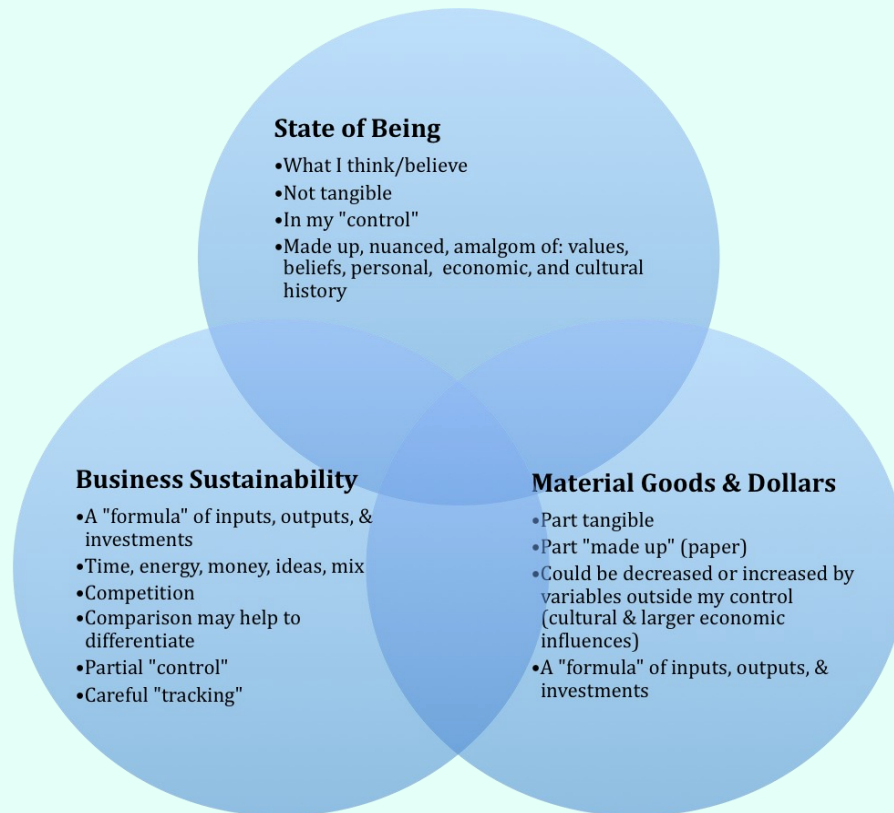 State of Being
•What I think/believe
•Not tangible
•In my "control"
•Made up, nuanced, amalgom of: values,
beliefs, personal,  economic, and cultural
history
Business Sustainability
•A "formula" of inputs, outputs, &
investments
•Time, energy, money, ideas, mix
•Competition
•Comparison may help to
differentiate
•Partial "control"
•Careful "tracking"
Material Goods & Dollars
•Part tangible
•Part "made up" (paper)
•Could be decreased or increased by
variables outside my control
(cultural & larger economic
influences)
•A "formula" of inputs, outputs, &
investments